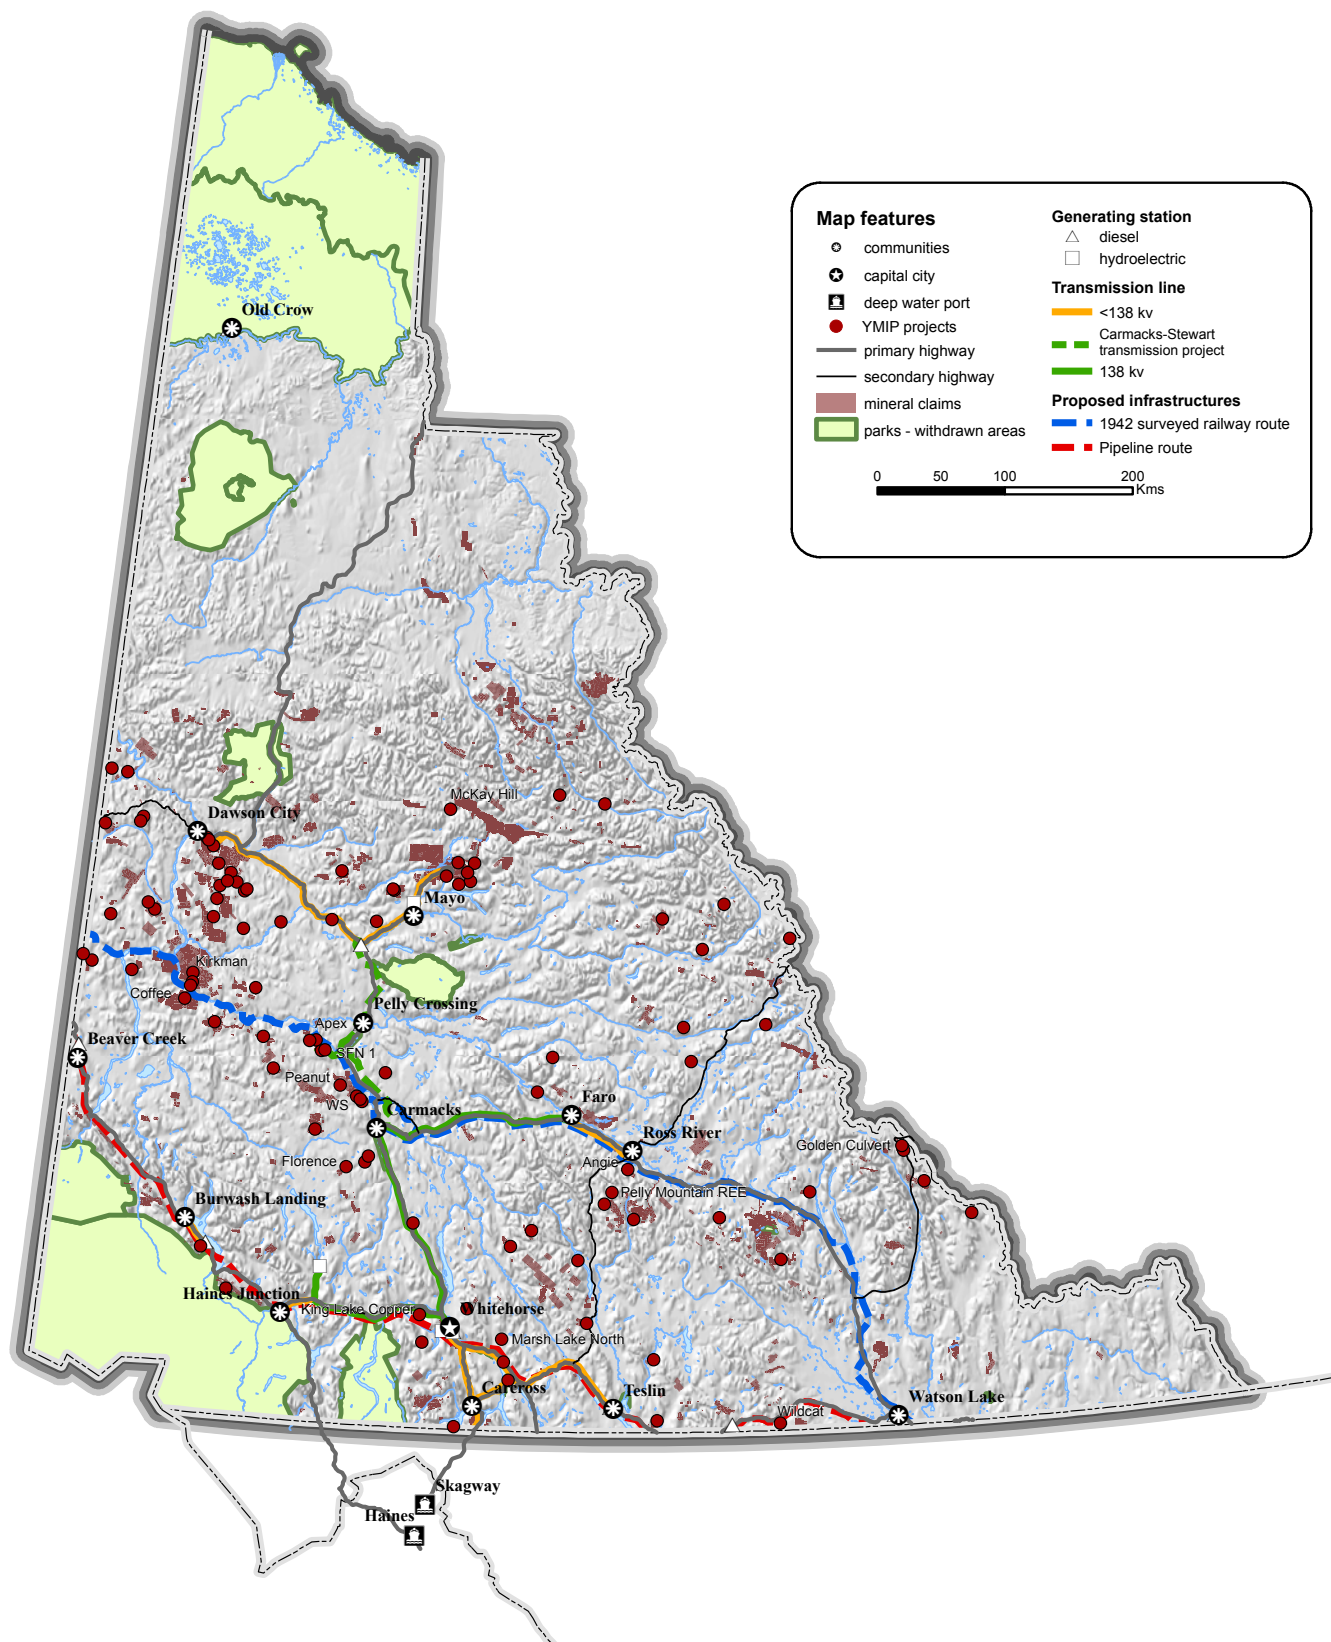 Map features
communities
capital city
deep water port
YMIP projects
primary highway
secondary highway
mineral claims
parks - withdrawn areas
Generating station
diesel
hydroelectric
Transmission line
<138 kv
Carmacks-Stewart
transmission project
138 kv
Proposed infrastructures
1942 surveyed railway route
Pipeline route
0 50 100 200
Kms
Old Crow
McKay Hill
Dawson City
Mayo
Kirkman
Coffee
Pelly Crossing
Apex
Beaver Creek
SFN 1
Peanut
WS
Carmacks
Faro
Ross River
Golden Culvert
Florence
Angie
Pelly Mountain REE
Burwash Landing
Haines Junction
King Lake Copper
Whitehorse
Marsh Lake North
Carcross
Teslin
Watson Lake
Wildcat
Skagway
Haines